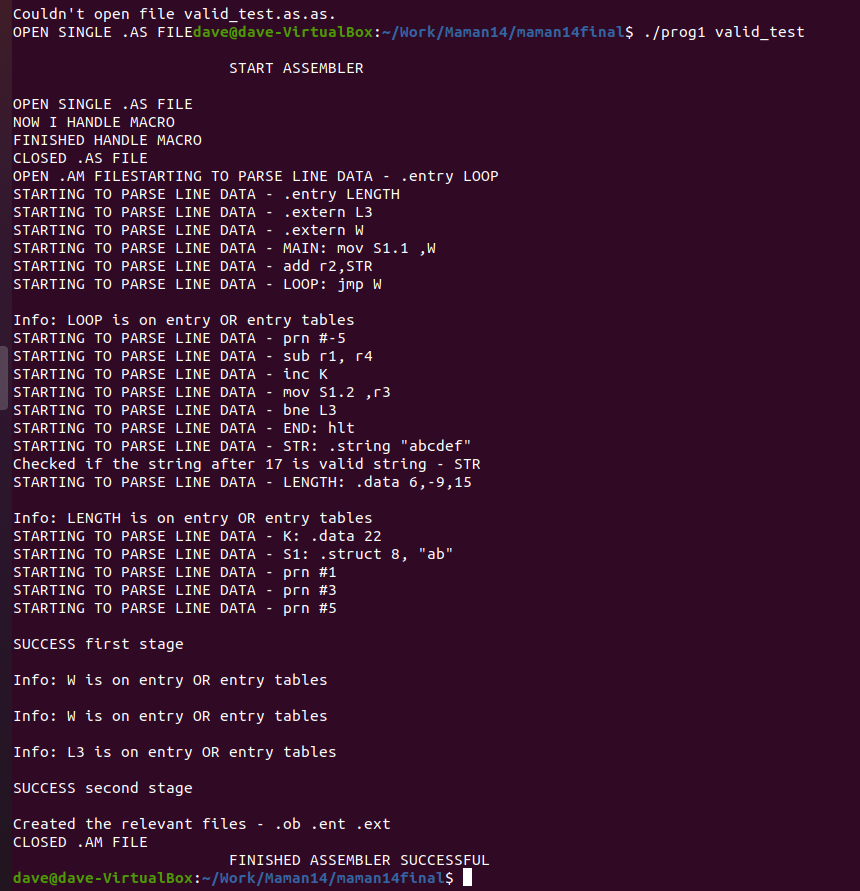 Couldn't open file valid_test.as.as.
OPEN SINGLE .AS FILEdave@dave-VirtualBox:~/Work/Maman14/maman14final$ ./prog1 valid_test
START ASSEMBLER
OPEN SINGLE .AS FILE
NOW I HANDLE MACRO
FINISHED HANDLE MACRO
CLOSED .AS FILE
OPEN .AM FILESTARTING TO PARSE LINE DATA - .entry LOOP
STARTING TO PARSE LINE DATA - .entry LENGTH
STARTING TO PARSE LINE DATA - .extern L3
STARTING TO PARSE LINE DATA - .extern W
STARTING TO PARSE LINE DATA - MAIN: mov S1.1 ,W
STARTING TO PARSE LINE DATA - add r2,STR
STARTING TO PARSE LINE DATA - LOOP: jmp W
Info: LOOP is on entry OR entry tables
STARTING TO PARSE LINE DATA - prn #-5
STARTING TO PARSE LINE DATA - sub r1, r4
STARTING TO PARSE LINE DATA - inc K
STARTING TO PARSE LINE DATA - mov S1.2 ,r3
STARTING TO PARSE LINE DATA - bne L3
STARTING TO PARSE LINE DATA - END: hlt
STARTING TO PARSE LINE DATA - STR: .string "abcdef"
Checked if the string after 17 is valid string - STR
STARTING TO PARSE LINE DATA - LENGTH: .data 6,-9,15
Info: LENGTH is on entry OR entry tables
STARTING TO PARSE LINE DATA - K: .data 22
STARTING TO PARSE LINE DATA - S1: .struct 8, "ab"
STARTING TO PARSE LINE DATA - prn #1
STARTING TO PARSE LINE DATA - prn #3
STARTING TO PARSE LINE DATA - prn #5
SUCCESS first stage
Info: W is on entry OR entry tables
Info: W is on entry OR entry tables
Info: L3 is on entry OR entry tables
SUCCESS second stage
Created the relevant files - .ob .ent .ext
CLOSED .AM FILE
FINISHED ASSEMBLER SUCCESSFUL
dave@dave-VirtualBox:~/Work/Maman14/maman14final$